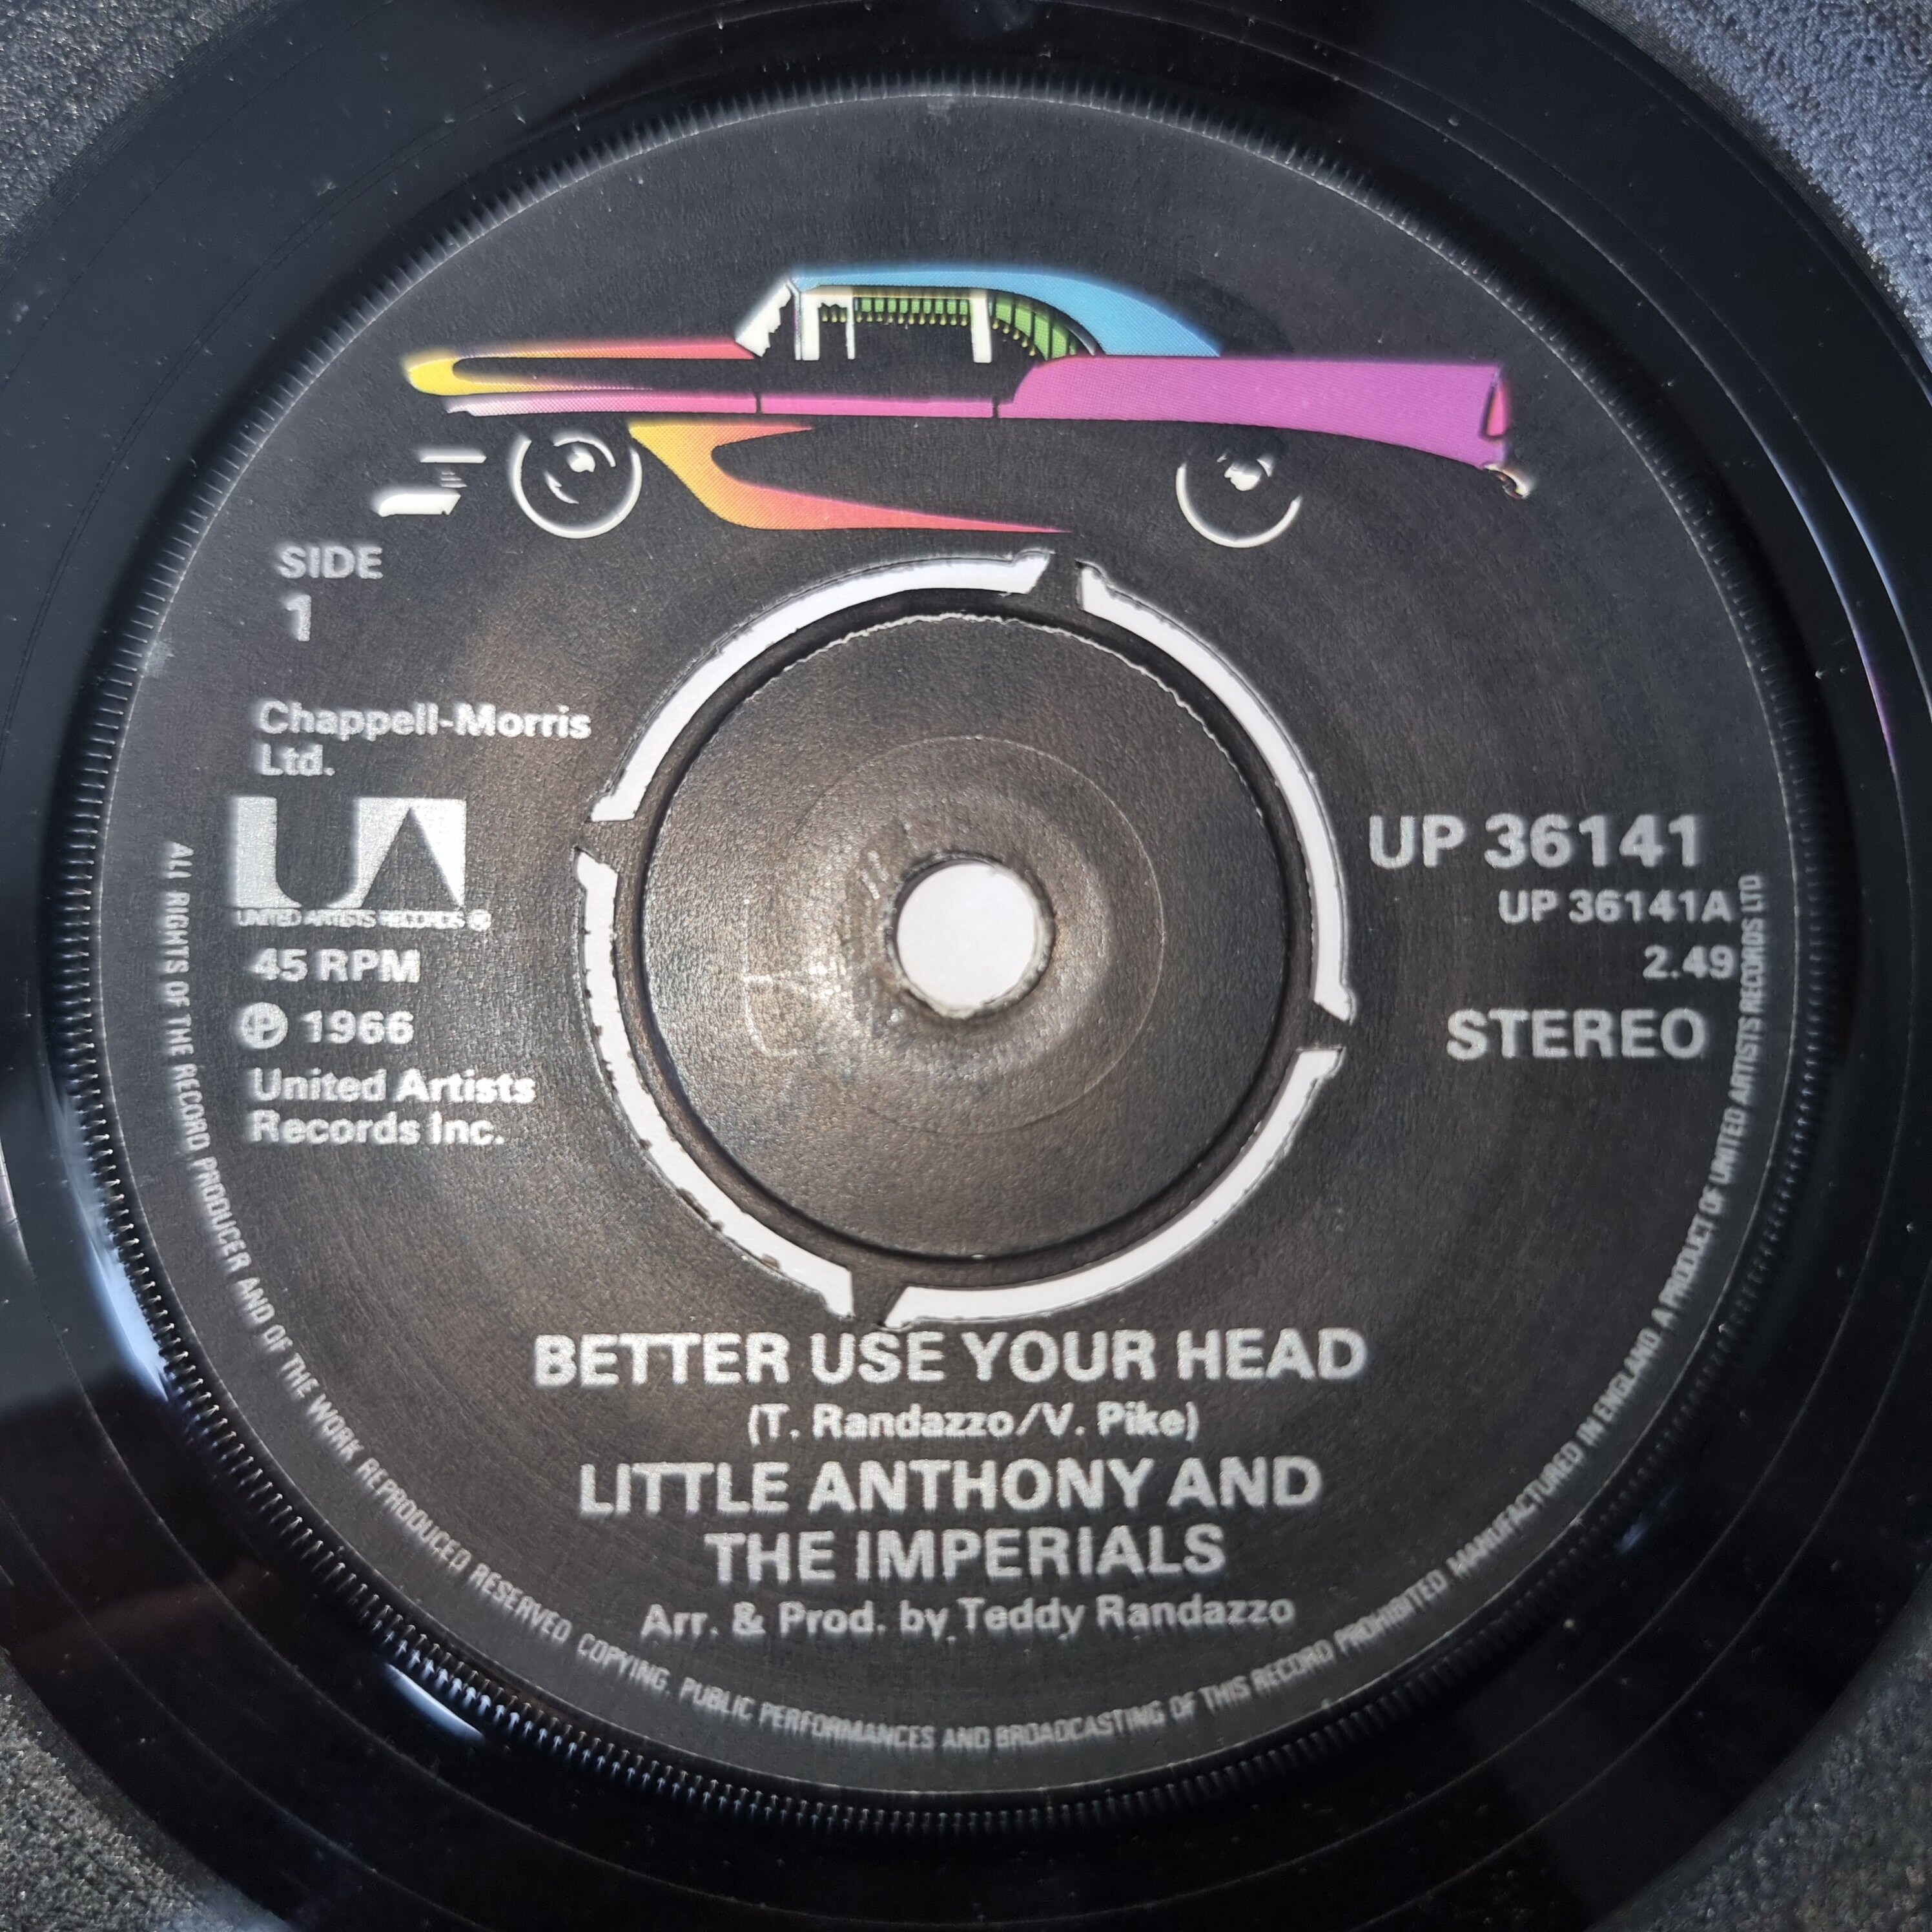 SIDE
1
Chappell-Morris
Ltd.
UA
UNITED ARTISTS RECORDS ®
45 RPM
℗ 1966
United Artists
Records Inc.
UP 36141
UP 36141A
2.49
STEREO
BETTER USE YOUR HEAD
(T. Randazzo/V. Pike)
LITTLE ANTHONY AND
THE IMPERIALS
Arr. & Prod. by Teddy Randazzo
ALL RIGHTS OF THE RECORD PRODUCER AND OF THE WORK REPRODUCED RESERVED COPYING, PUBLIC PERFORMANCES AND BROADCASTING OF THIS RECORD PROHIBITED MANUFACTURED IN ENGLAND. A PRODUCT OF UNITED ARTISTS RECORDS LTD